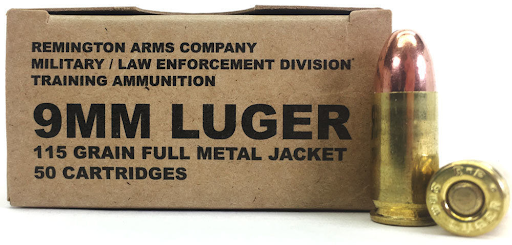 REMINGTON ARMS COMPANY
MILITARY / LAW ENFORCEMENT DIVISION
TRAINING AMMUNITION
9MM LUGER
115 GRAIN FULL METAL JACKET
50 CARTRIDGES
R-P